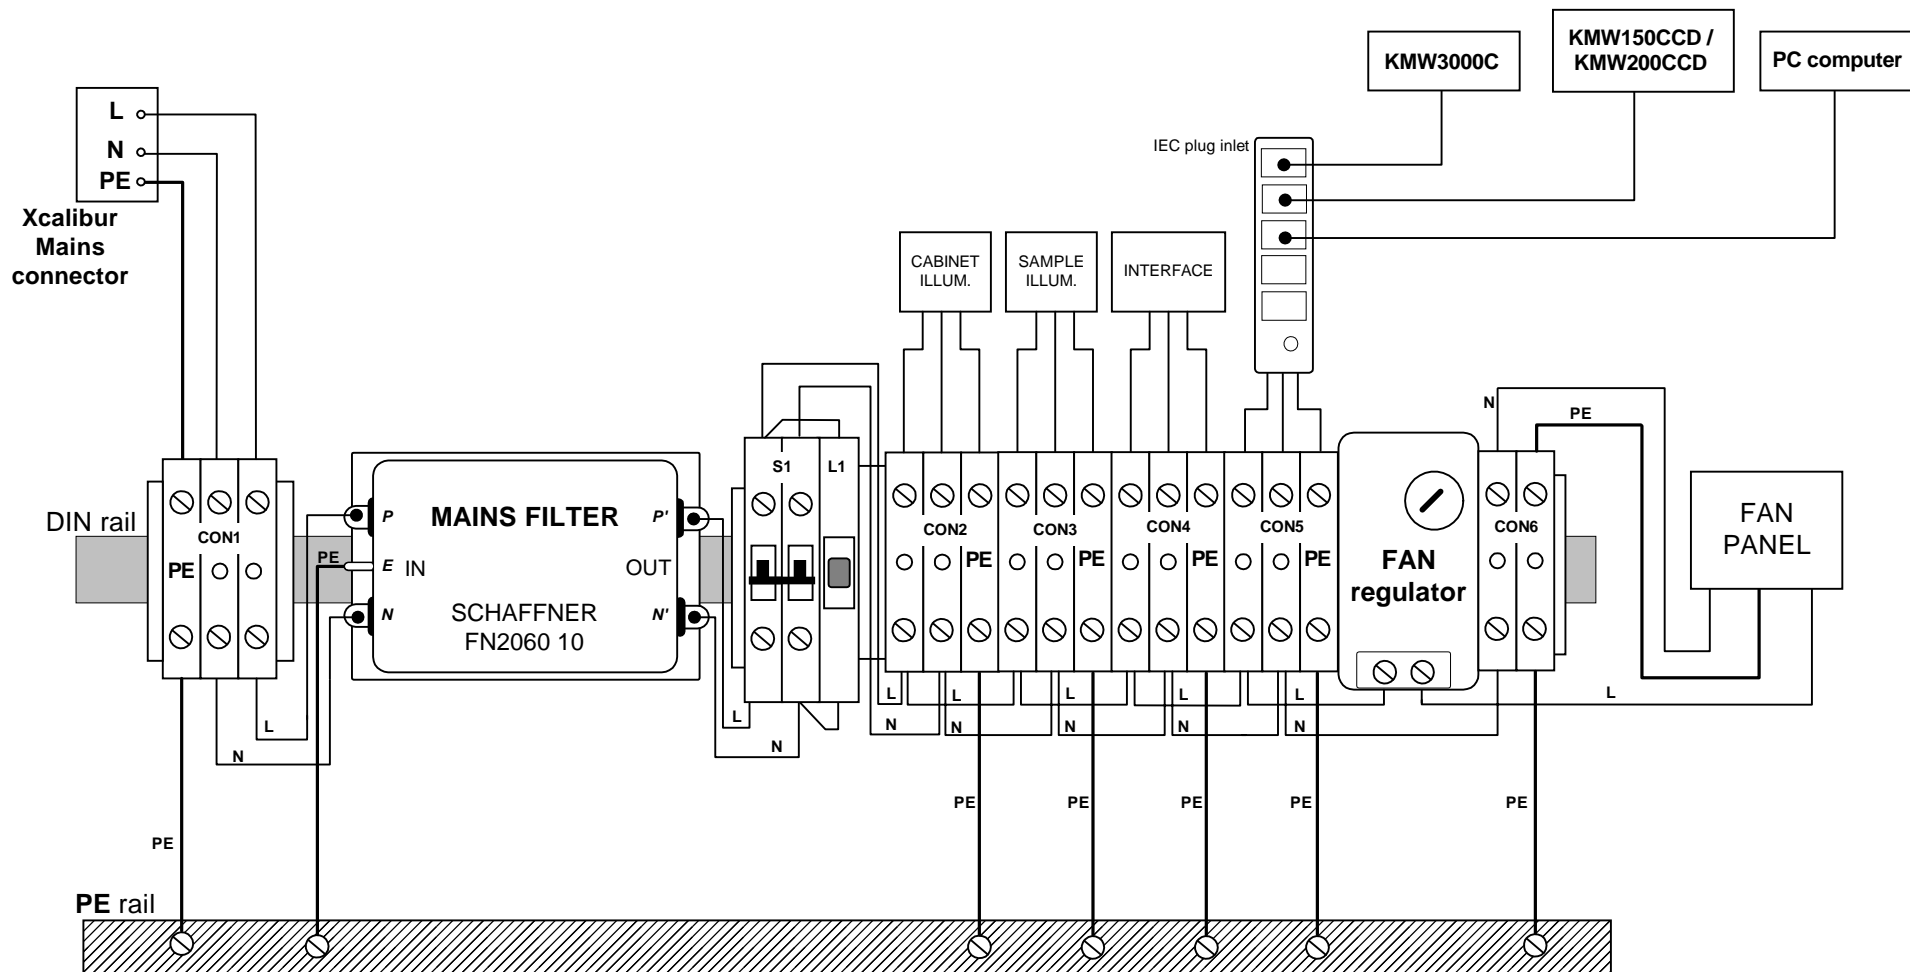 KMW3000C
KMW150CCD /
KMW200CCD
PC computer
L
N
PE
Xcalibur
Mains
connector
IEC plug inlet
CABINET
ILLUM.
SAMPLE
ILLUM.
INTERFACE
N
PE
DIN rail
CON1
PE
PE
P
E
N
IN
MAINS FILTER
OUT
P'
N'
SCHAFFNER
FN2060 10
S1
L1
CON2
PE
CON3
PE
CON4
PE
CON5
PE
FAN
regulator
CON6
FAN
PANEL
L
N
L
N
L
N
L
N
L
N
L
N
L
N
L
PE
PE
PE
PE
PE
PE
PE rail